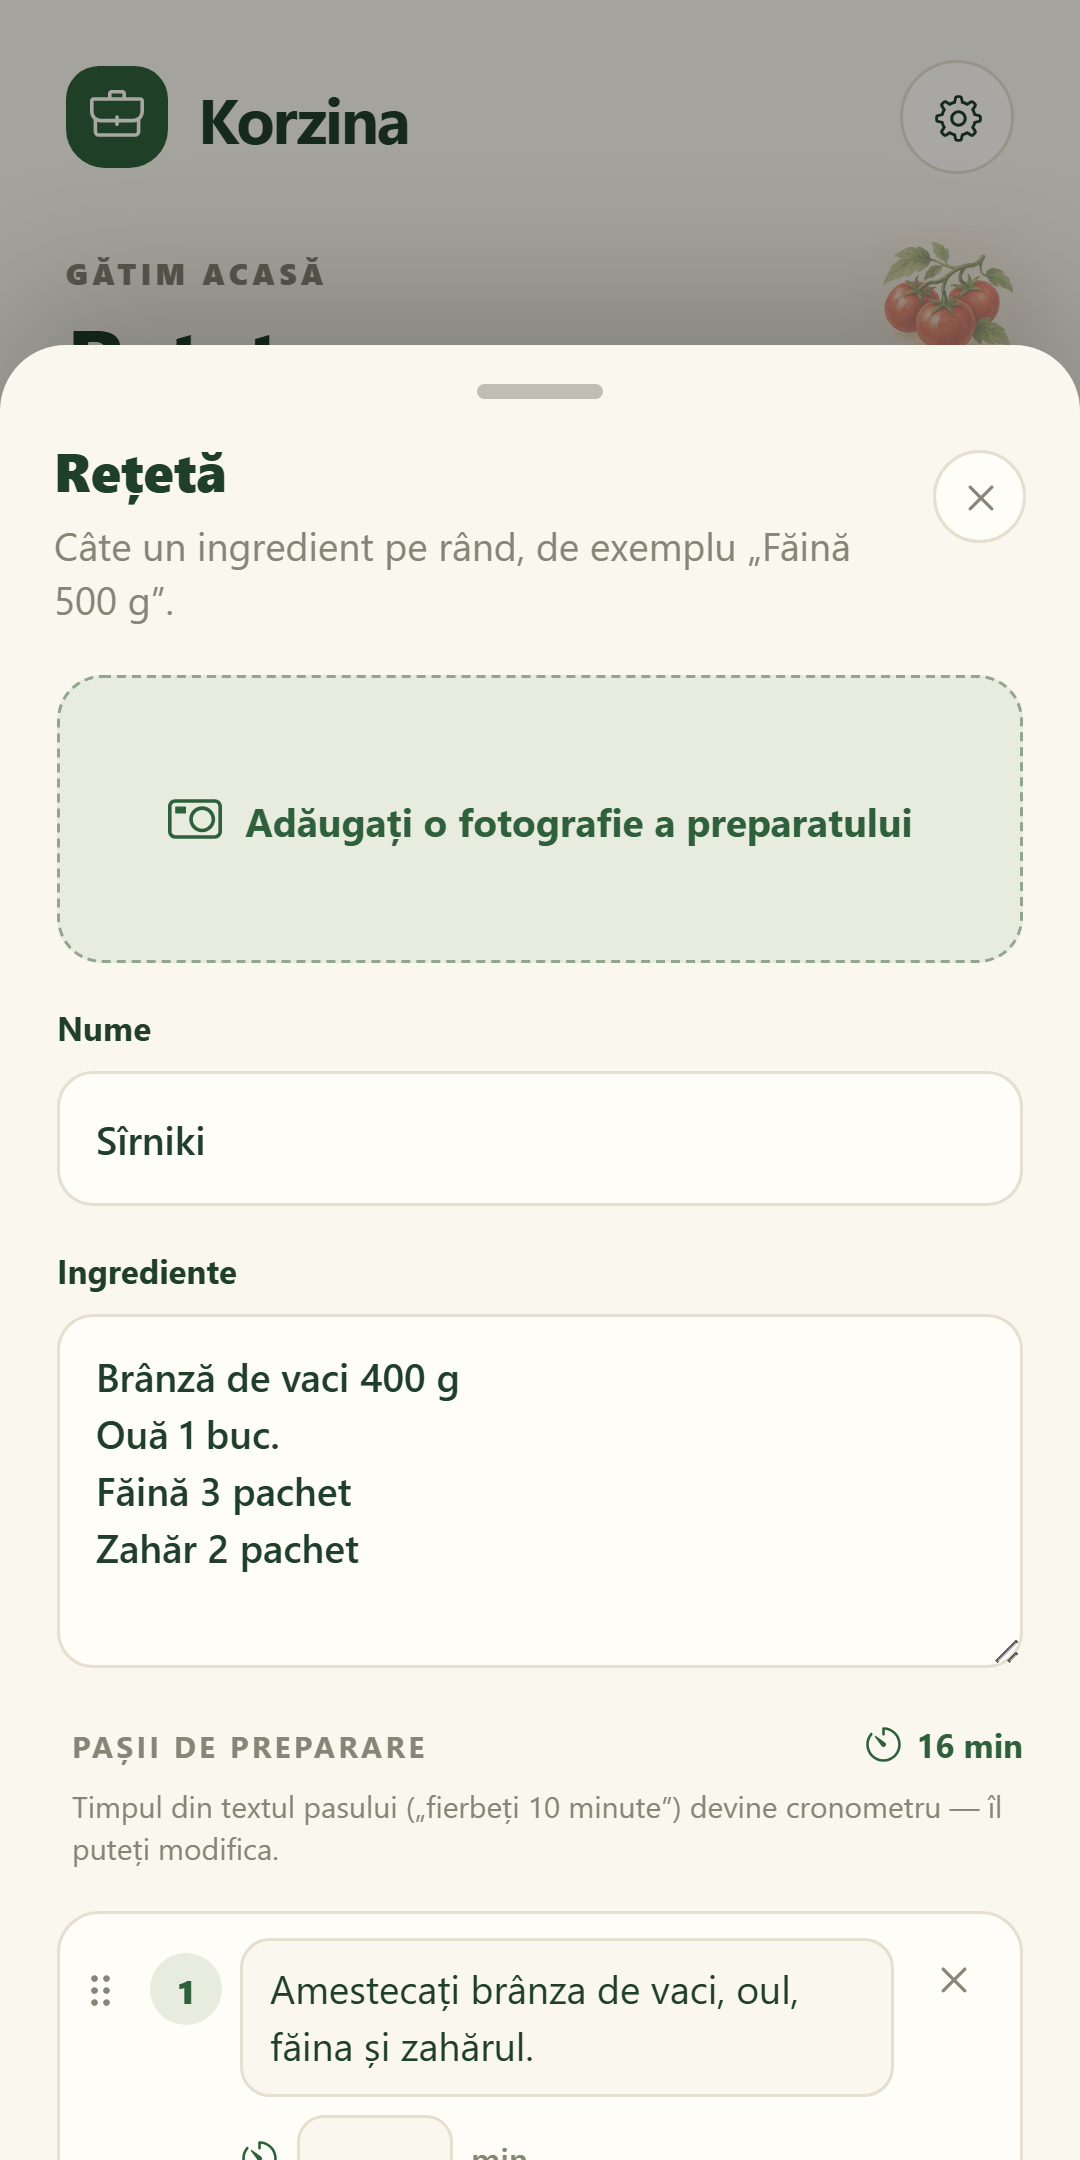 Korzina
GĂTIM ACASĂ
Rețetă
Câte un ingredient pe rând, de exemplu „Făină
500 g”.
Adăugați o fotografie a preparatului
Nume
Sîrniki
Ingrediente
Brânză de vaci 400 g
Ouă 1 buc.
Făină 3 pachet
Zahăr 2 pachet
PAȘII DE PREPARARE
16 min
Timpul din textul pasului („fierbeți 10 minute”) devine cronometru — îl
puteți modifica.
1
Amestecați brânza de vaci, oul,
făina și zahărul.
min